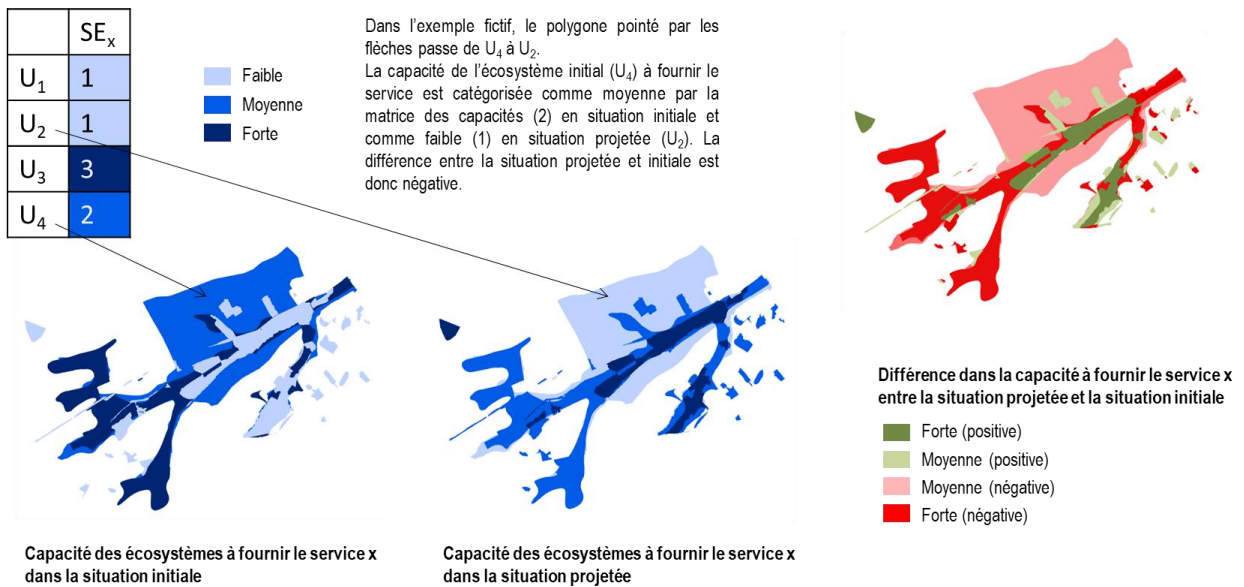 SEₓ
U₁ 1
U₂ 1
U₃ 3
U₄ 2
Faible
Moyenne
Forte
Dans l’exemple fictif, le polygone pointé par les
flèches passe de U₄ à U₂.
La capacité de l’écosystème initial (U₄) à fournir le
service est catégorisée comme moyenne par la
matrice des capacités (2) en situation initiale et
comme faible (1) en situation projetée (U₂). La
différence entre la situation projetée et initiale est
donc négative.
Capacité des écosystèmes à fournir le service x
dans la situation initiale
Capacité des écosystèmes à fournir le service x
dans la situation projetée
Différence dans la capacité à fournir le service x
entre la situation projetée et la situation initiale
Forte (positive)
Moyenne (positive)
Moyenne (négative)
Forte (négative)